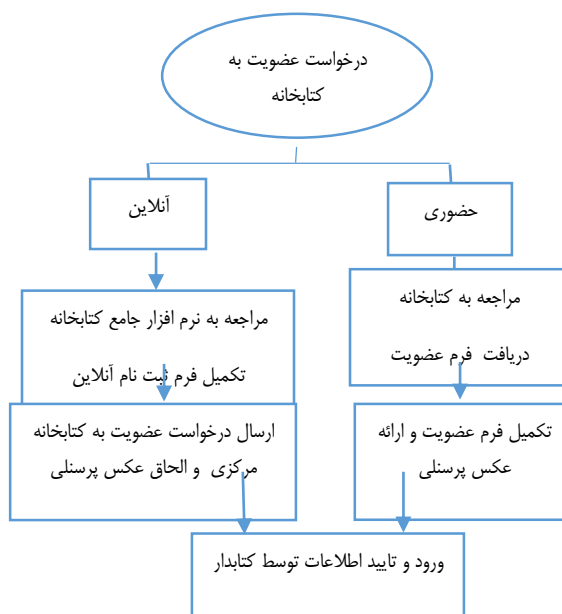 درخواست عضویت به
کتابخانه
حضوری
آنلاین
مراجعه به کتابخانه
دریافت فرم عضویت
مراجعه به نرم افزار جامع کتابخانه
تکمیل فرم ثبت نام آنلاین
تکمیل فرم عضویت و ارائه
عکس پرسنلی
ارسال درخواست عضویت به کتابخانه
مرکزی و الحاق عکس پرسنلی
ورود و تایید اطلاعات توسط کتابدار